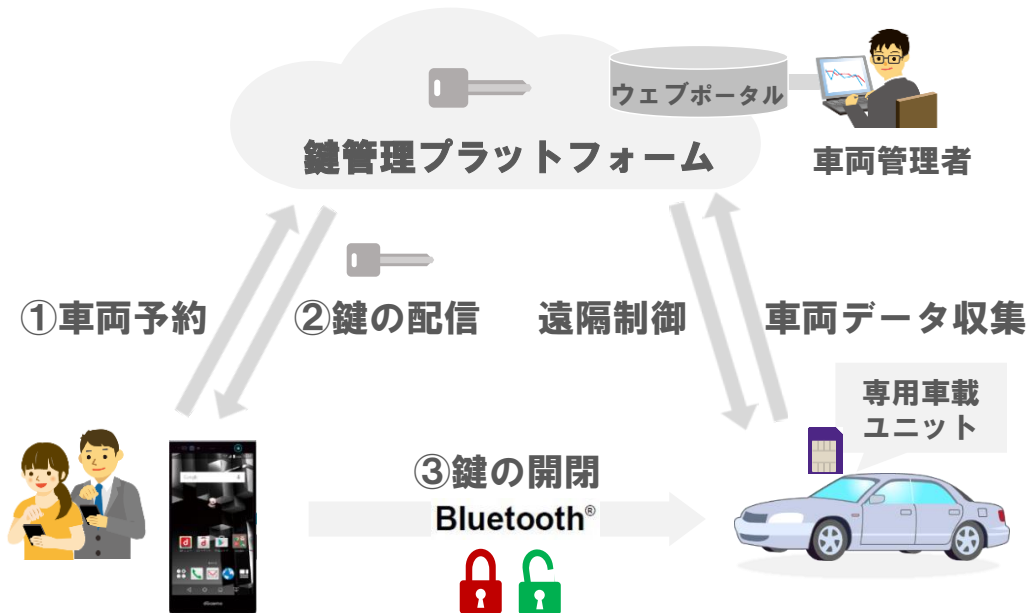 ウェブポータル
鍵管理プラットフォーム
車両管理者
①車両予約
②鍵の配信
遠隔制御
車両データ収集
専用車載
ユニット
③鍵の開閉
Bluetooth®
Google
docomo